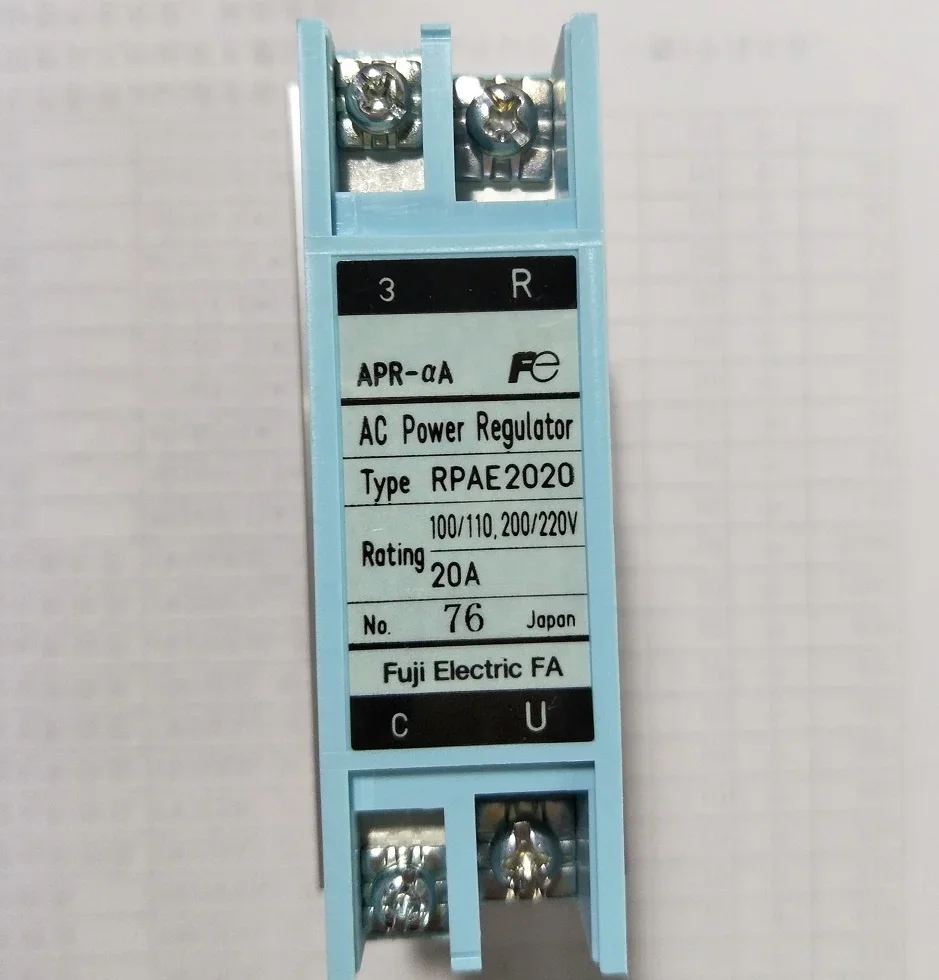 3 R
APR-αA Fe
AC Power Regulator
Type RPAE2020
Rating 100/110, 200/220V
20A
No. 76 Japan
Fuji Electric FA
C U